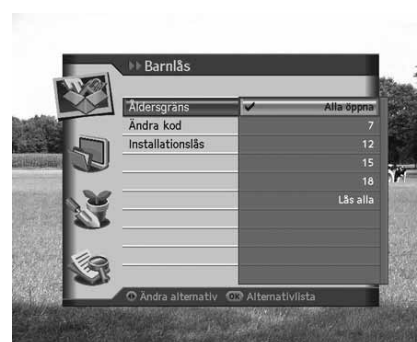 Barnlås
Åldersgräns
Alla öppna
Ändra kod
7
Installationslås
12
15
18
Lås alla
Ändra alternativ OK Alternativlista